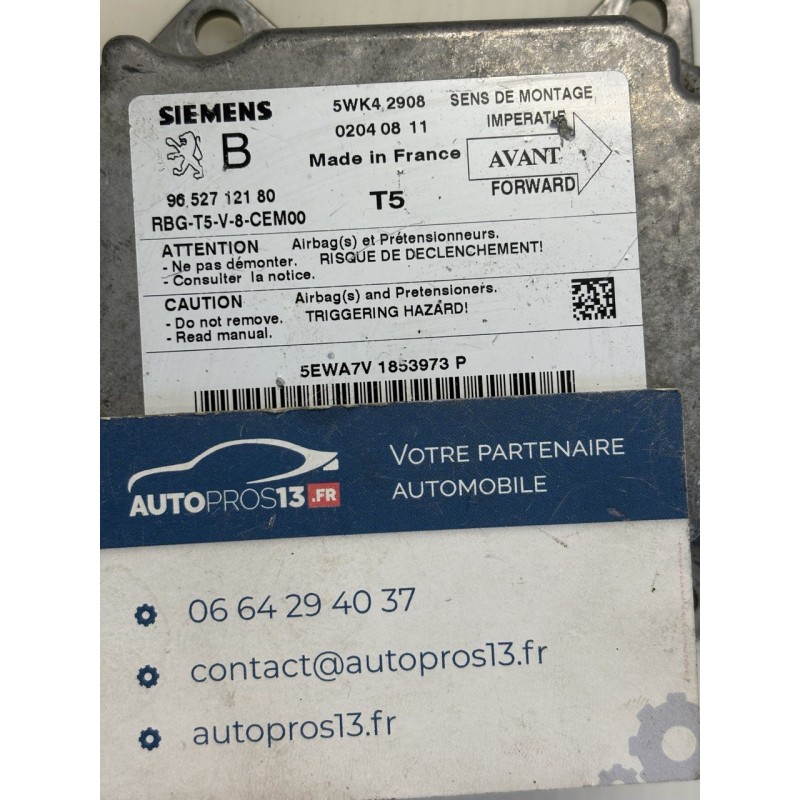 SIEMENS
5WK4 2908
SENS DE MONTAGE
IMPERATIF
B
0204 08 11
Made in France
AVANT
FORWARD
96 527 121 80
T5
RBG-T5-V-8-CEM00
ATTENTION
Airbag(s) et Prétensionneurs.
- Ne pas démonter.
RISQUE DE DECLENCHEMENT!
- Consulter la notice.
CAUTION
Airbag(s) and Pretensioners.
- Do not remove.
TRIGGERING HAZARD!
- Read manual.
5EWA7V 1853973 P
AUTOPROS13.FR
VOTRE PARTENAIRE
AUTOMOBILE
06 64 29 40 37
contact@autopros13.fr
autopros13.fr